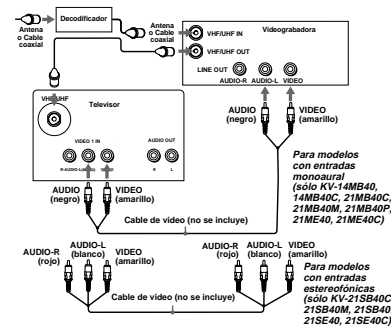 Decodificador
Antena
o Cable
coaxial
Antena
o Cable
coaxial
Videograbadora
VHF/UHF IN
VHF/UHF OUT
LINE OUT
AUDIO-R AUDIO-L VIDEO
VHF/UHF
Televisor
VIDEO 1 IN
AUDIO OUT
R L
AUDIO
(negro)
VIDEO
(amarillo)
AUDIO
(negro)
VIDEO
(amarillo)
Cable de video (no se incluye)
Para modelos
con entradas
monoaural
(sólo KV-14MB40,
14MB40C, 21MB40C,
21MB40M, 21MB40P,
21ME40, 21ME40C)
AUDIO-R
(rojo)
AUDIO-L
(blanco)
VIDEO
(amarillo)
AUDIO-R
(rojo)
AUDIO-L
(blanco)
VIDEO
(amarillo)
Cable de video (no se incluye)
Para modelos
con entradas
estereofónicas
(sólo KV-21SB40C
21SB40M, 21SB40
21SE40, 21SE40C)